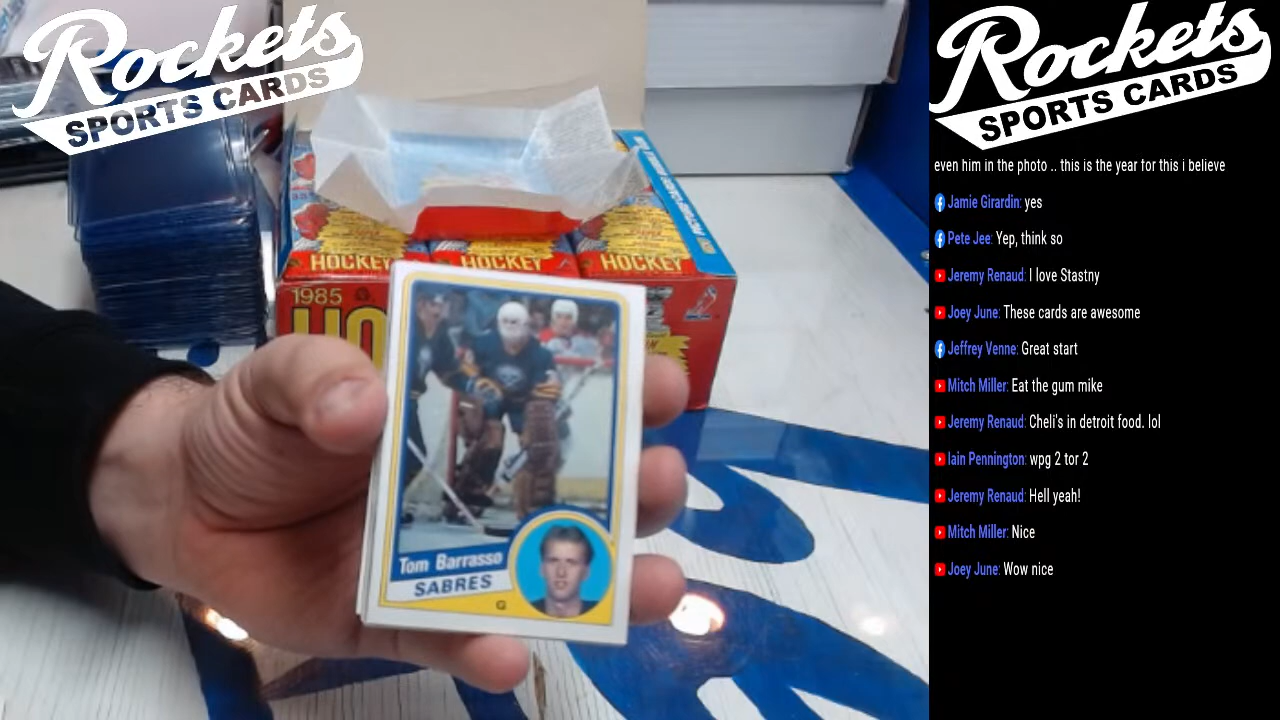 Rockets
SPORTS CARDS
Rockets
SPORTS CARDS
even him in the photo .. this is the year for this i believe
Jamie Girardin: yes
Pete Jee: Yep, think so
Jeremy Renaud: I love Stastny
Joey June: These cards are awesome
Jeffrey Venne: Great start
Mitch Miller: Eat the gum mike
Jeremy Renaud: Cheli's in detroit food. lol
Iain Pennington: wpg 2 tor 2
Jeremy Renaud: Hell yeah!
Mitch Miller: Nice
Joey June: Wow nice
HOCKEY
HOCKEY
HOCKEY
1985
HO
Tom Barrasso
SABRES
G